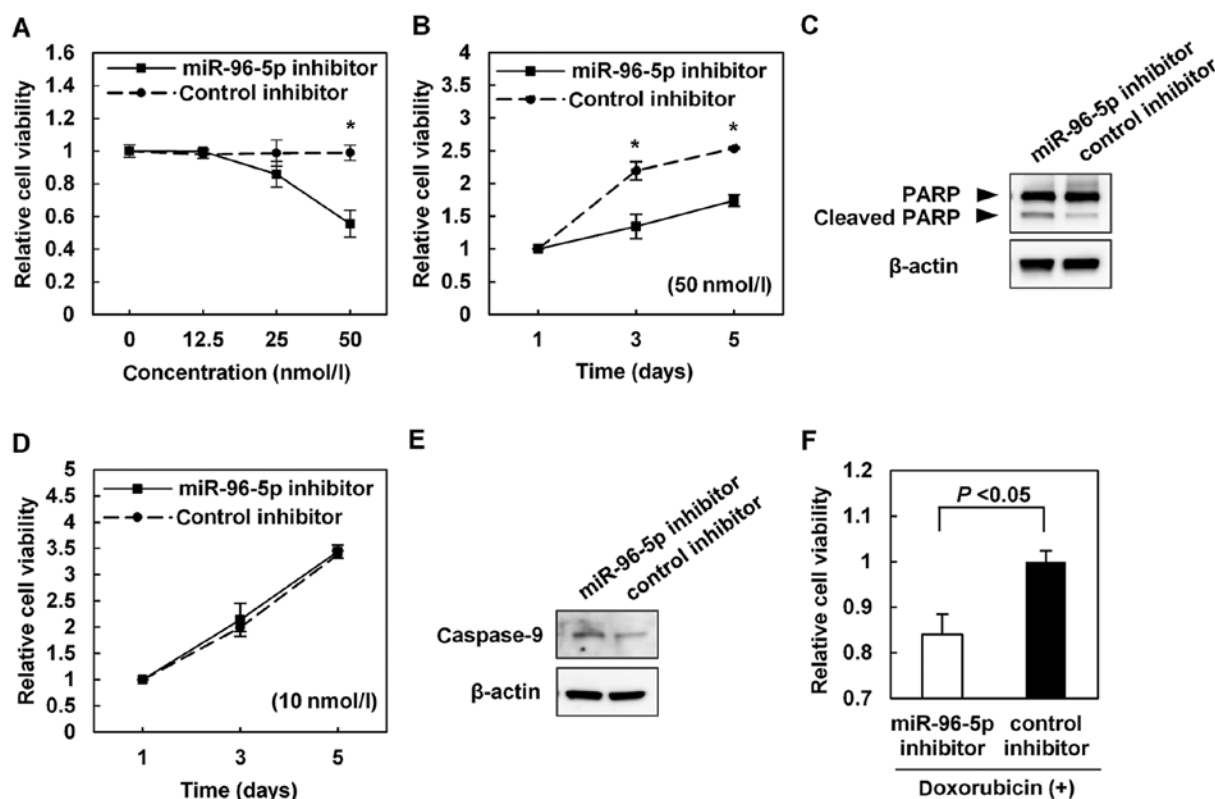 A
1.6
1.4
1.2
1
0.8
0.6
0.4
0.2
0
Relative cell viability
miR-96-5p inhibitor
Control inhibitor
*
0 12.5 25 50
Concentration (nmol/l)
B
4
3.5
3
2.5
2
1.5
1
0.5
0
Relative cell viability
miR-96-5p inhibitor
Control inhibitor
* *
(50 nmol/l)
1 3 5
Time (days)
C
miR-96-5p inhibitor
control inhibitor
PARP
Cleaved PARP
β-actin
D
5
4.5
4
3.5
3
2.5
2
1.5
1
0.5
0
Relative cell viability
miR-96-5p inhibitor
Control inhibitor
(10 nmol/l)
1 3 5
Time (days)
E
miR-96-5p inhibitor
control inhibitor
Caspase-9
β-actin
F
1.2
1.1
1
0.9
0.8
0.7
Relative cell viability
P <0.05
miR-96-5p
inhibitor
control
inhibitor
Doxorubicin (+)